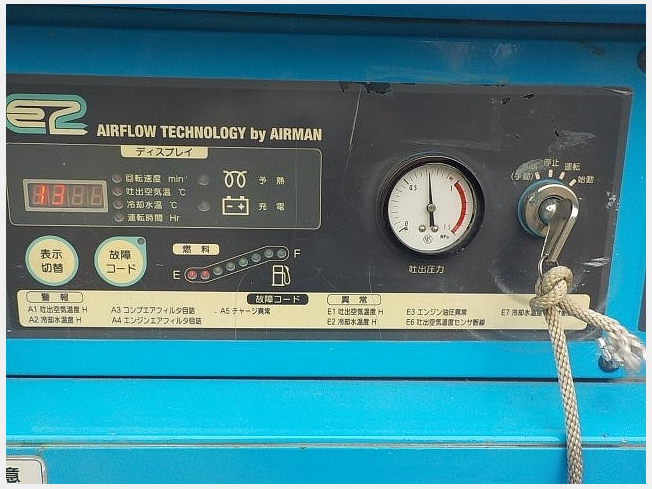 AIRFLOW TECHNOLOGY by AIRMAN
ディスプレイ
回転速度 min⁻
吐出空気温 ℃
冷却水温 ℃
運転時間 Hr
予熱
充電
表示
切替
故障
コード
燃料
E
F
0
0.5
1
1.5
MPa
吐出圧力
停止
運転
始動
故障コード
警報
A1 吐出空気温度 H
A2 冷却水温度 H
A3 コンプエアフィルタ目詰
A4 エンジンエアフィルタ目詰
A5 チャージ異常
異常
E1 吐出空気温度 H
E2 冷却水温度 H
E3 エンジン油圧異常
E6 吐出空気温度センサ断線
E7 冷却水温度
意